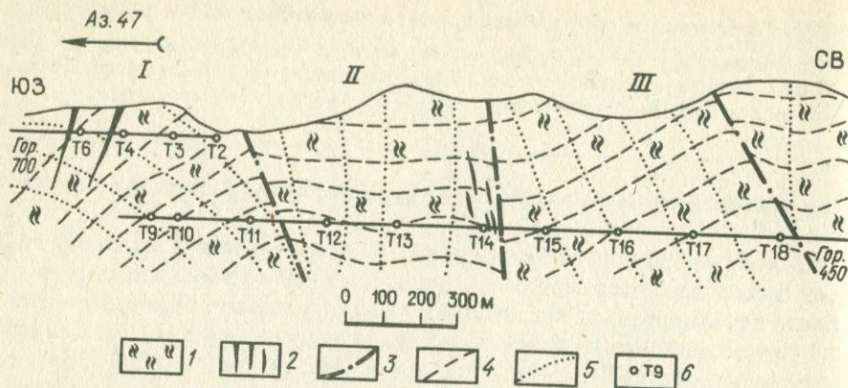 Аз. 47
I II III
ЮЗ СВ
Гор. 700
Т6 Т4 Т3 Т2
Т9 Т10 Т11 Т12 Т13 Т14 Т15 Т16 Т17 Т18
Гор. 450
0 100 200 300 м
1 2 3 4 5 Т9 6